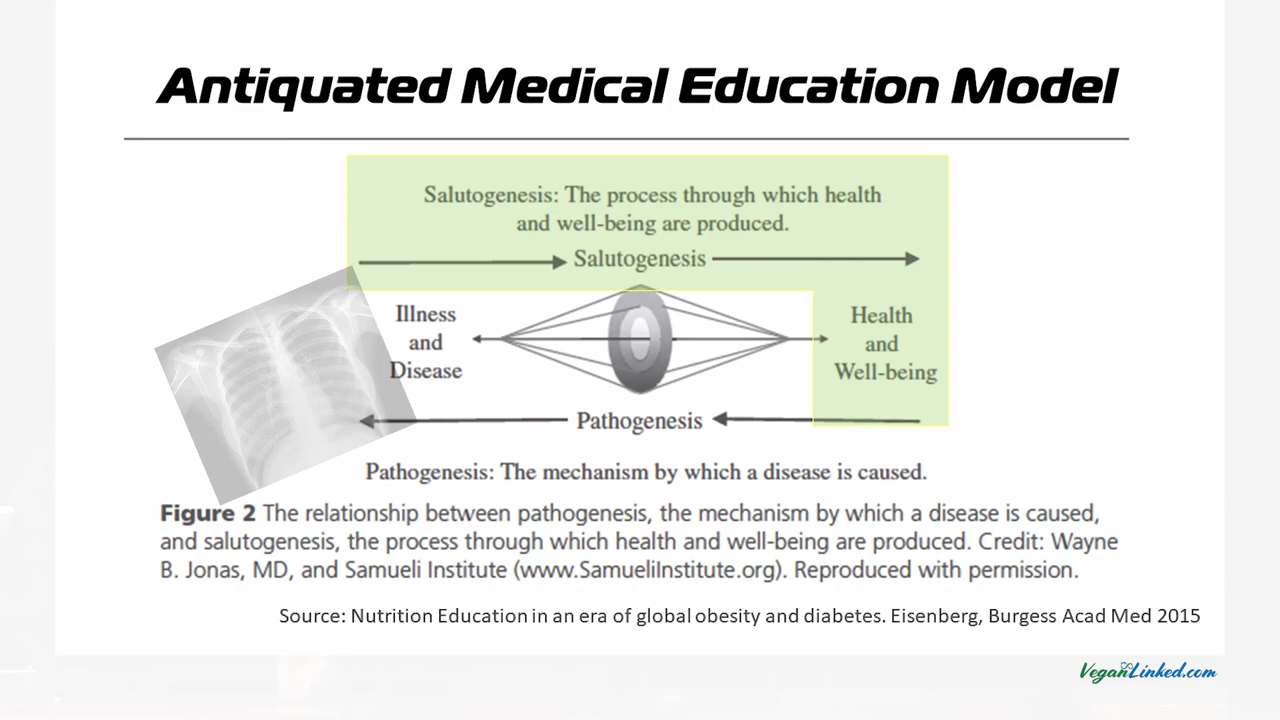 Antiquated Medical Education Model
Salutogenesis: The process through which health
and well-being are produced.
Salutogenesis
Illness
and
Disease
Health
and
Well-being
Pathogenesis
Pathogenesis: The mechanism by which a disease is caused.
Figure 2 The relationship between pathogenesis, the mechanism by which a disease is caused,
and salutogenesis, the process through which health and well-being are produced. Credit: Wayne
B. Jonas, MD, and Samueli Institute (www.SamueliInstitute.org). Reproduced with permission.
Source: Nutrition Education in an era of global obesity and diabetes. Eisenberg, Burgess Acad Med 2015
VeganLinked.com